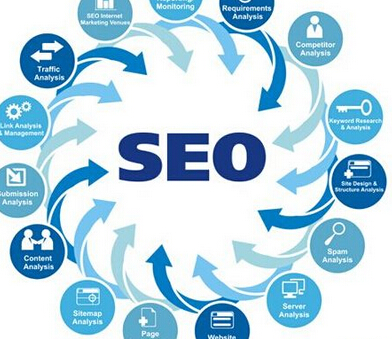 SEO Internet
Marketing Venues
Monitoring
Requirements
Analysis
Competitor
Analysis
Keyword Research
& Analysis
Site Design &
Structure Analysis
Spam
Analysis
Server
Analysis
Website
Page
Sitemap
Analysis
Content
Analysis
Submission
Analysis
Link Analysis
& Management
Traffic
Analysis
SEO